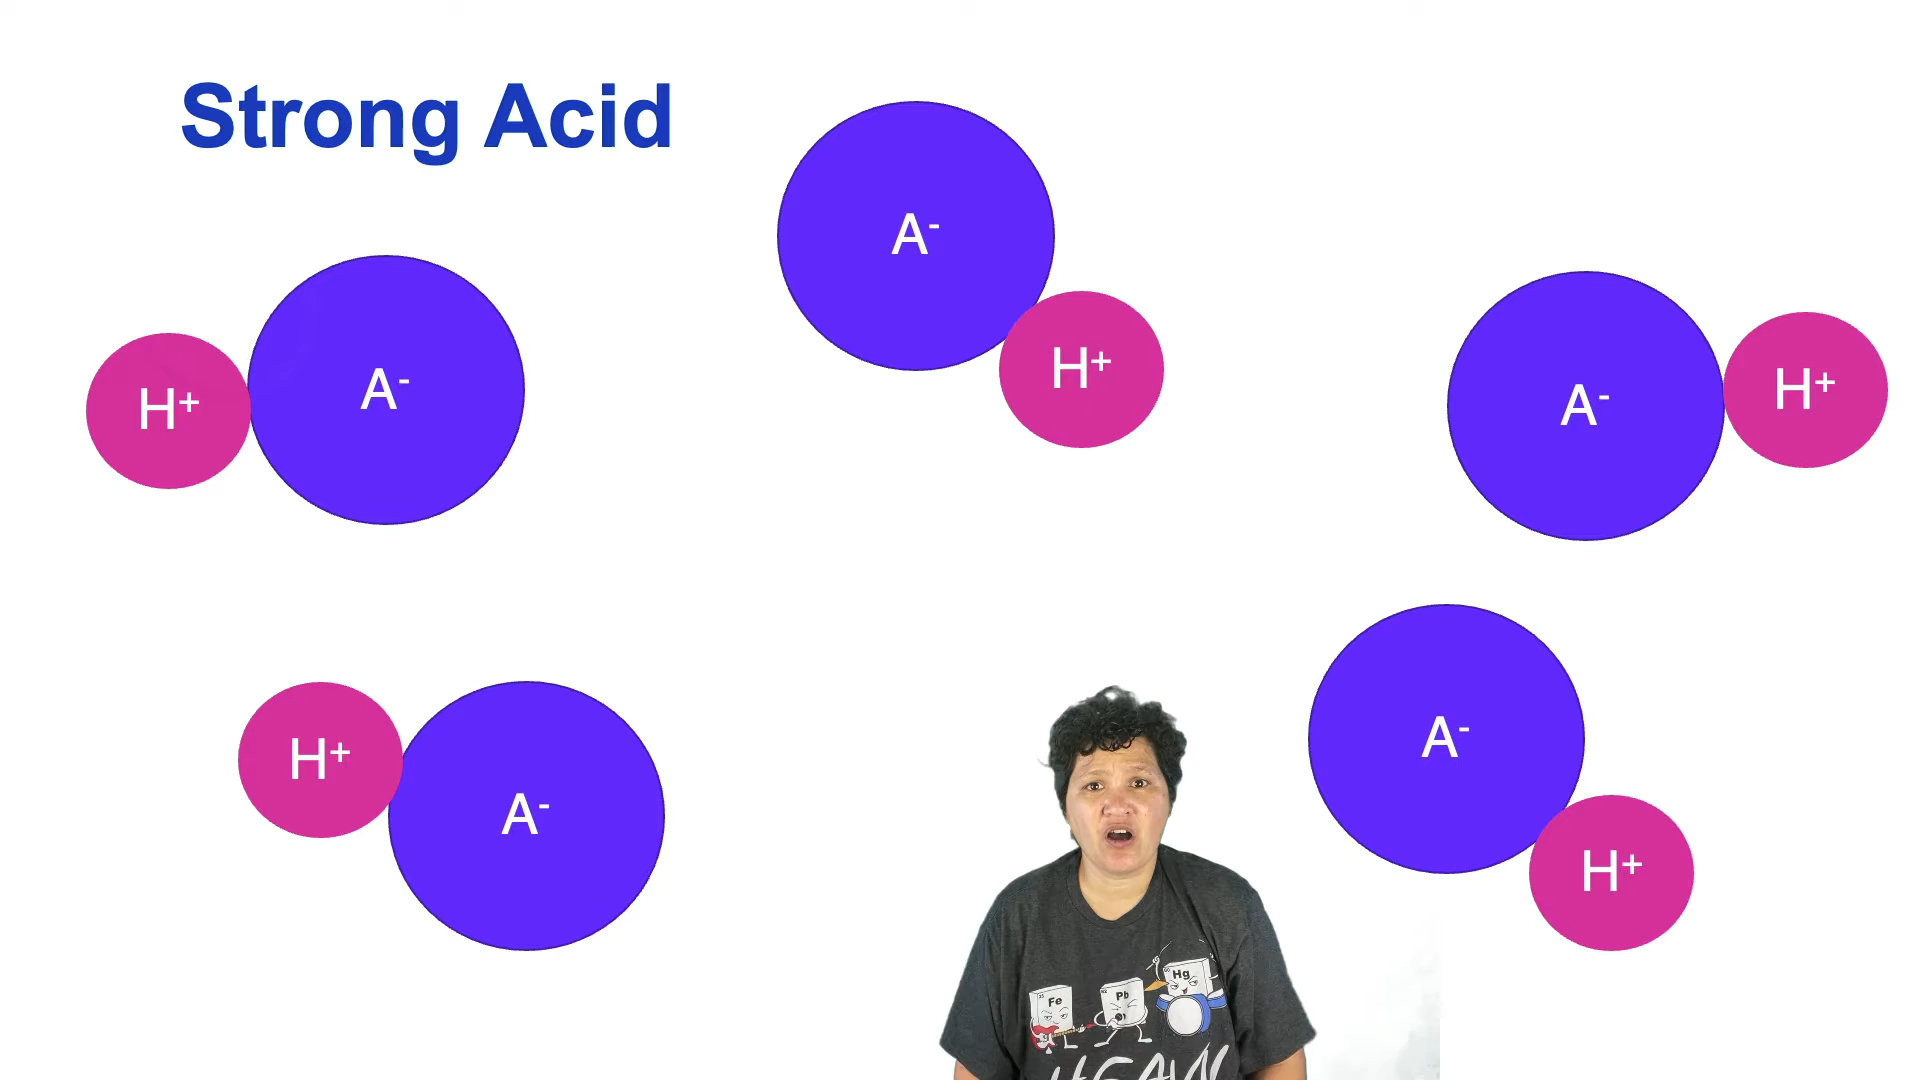 Strong Acid
A-
H+
H+
A-
A-
H+
H+
A-
A-
H+
Fe
Pb
Hg